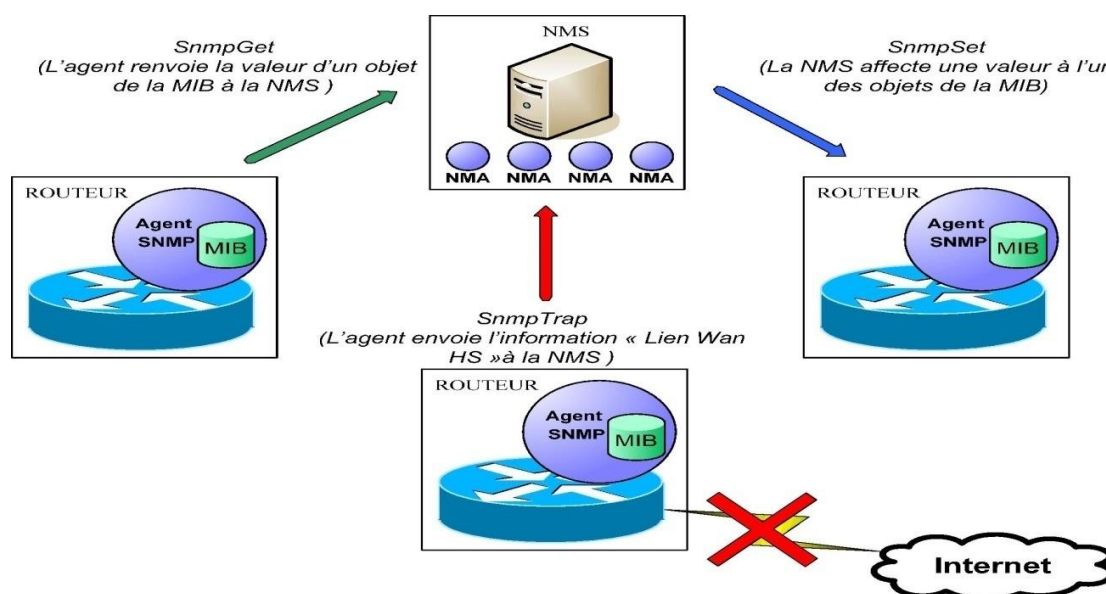 NMS
SnmpGet
(L'agent renvoie la valeur d'un objet
de la MIB à la NMS )
SnmpSet
(La NMS affecte une valeur à l'un
des objets de la MIB)
NMA NMA NMA NMA
ROUTEUR
Agent
SNMP
MIB
ROUTEUR
Agent
SNMP
MIB
SnmpTrap
(L'agent envoie l'information « Lien Wan
HS »à la NMS )
ROUTEUR
Agent
SNMP
MIB
Internet